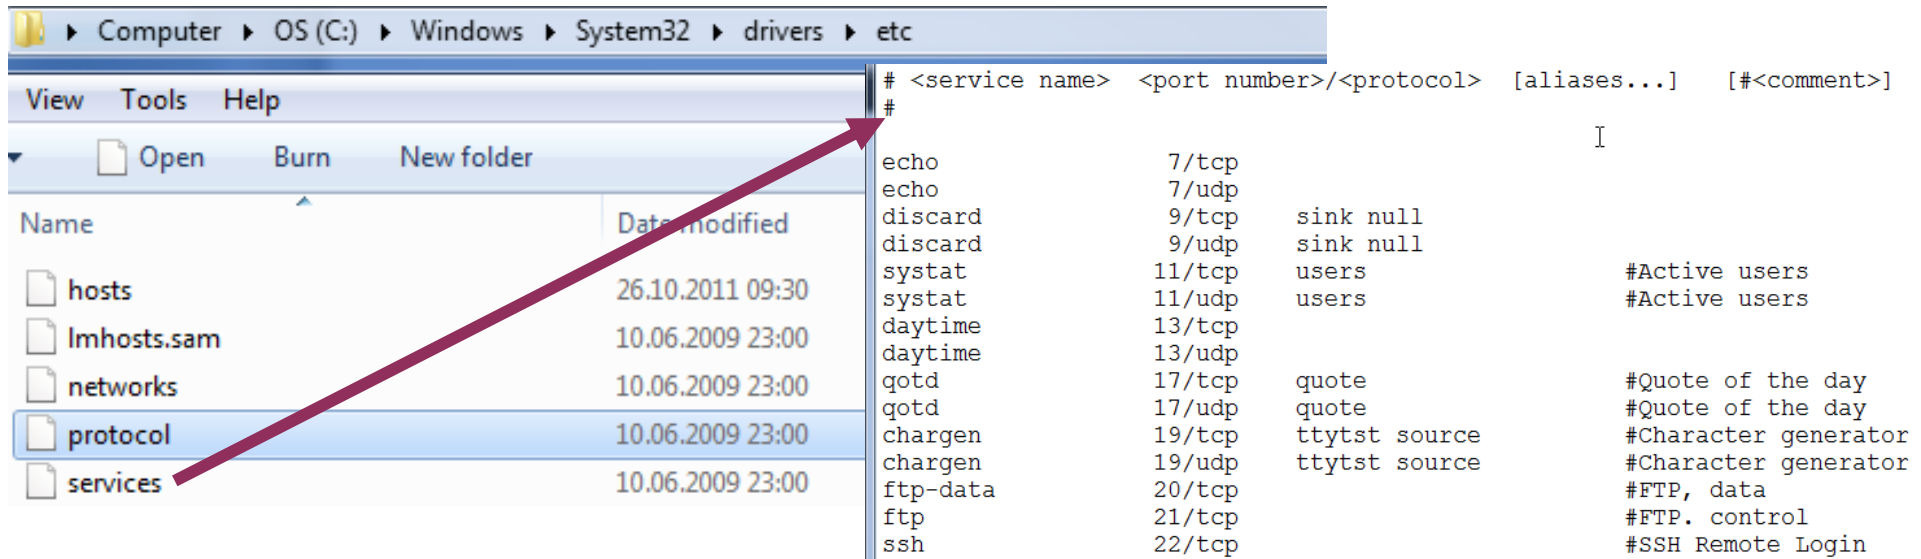 Computer OS (C:) Windows System32 drivers etc
View Tools Help
Open Burn New folder
Name Date modified
hosts 26.10.2011 09:30
lmhosts.sam 10.06.2009 23:00
networks 10.06.2009 23:00
protocol 10.06.2009 23:00
services 10.06.2009 23:00
# <service name> <port number>/<protocol> [aliases...] [#<comment>]
#
echo 7/tcp
echo 7/udp
discard 9/tcp sink null
discard 9/udp sink null
systat 11/tcp users #Active users
systat 11/udp users #Active users
daytime 13/tcp
daytime 13/udp
qotd 17/tcp quote #Quote of the day
qotd 17/udp quote #Quote of the day
chargen 19/tcp ttytst source #Character generator
chargen 19/udp ttytst source #Character generator
ftp-data 20/tcp #FTP, data
ftp 21/tcp #FTP. control
ssh 22/tcp #SSH Remote Login